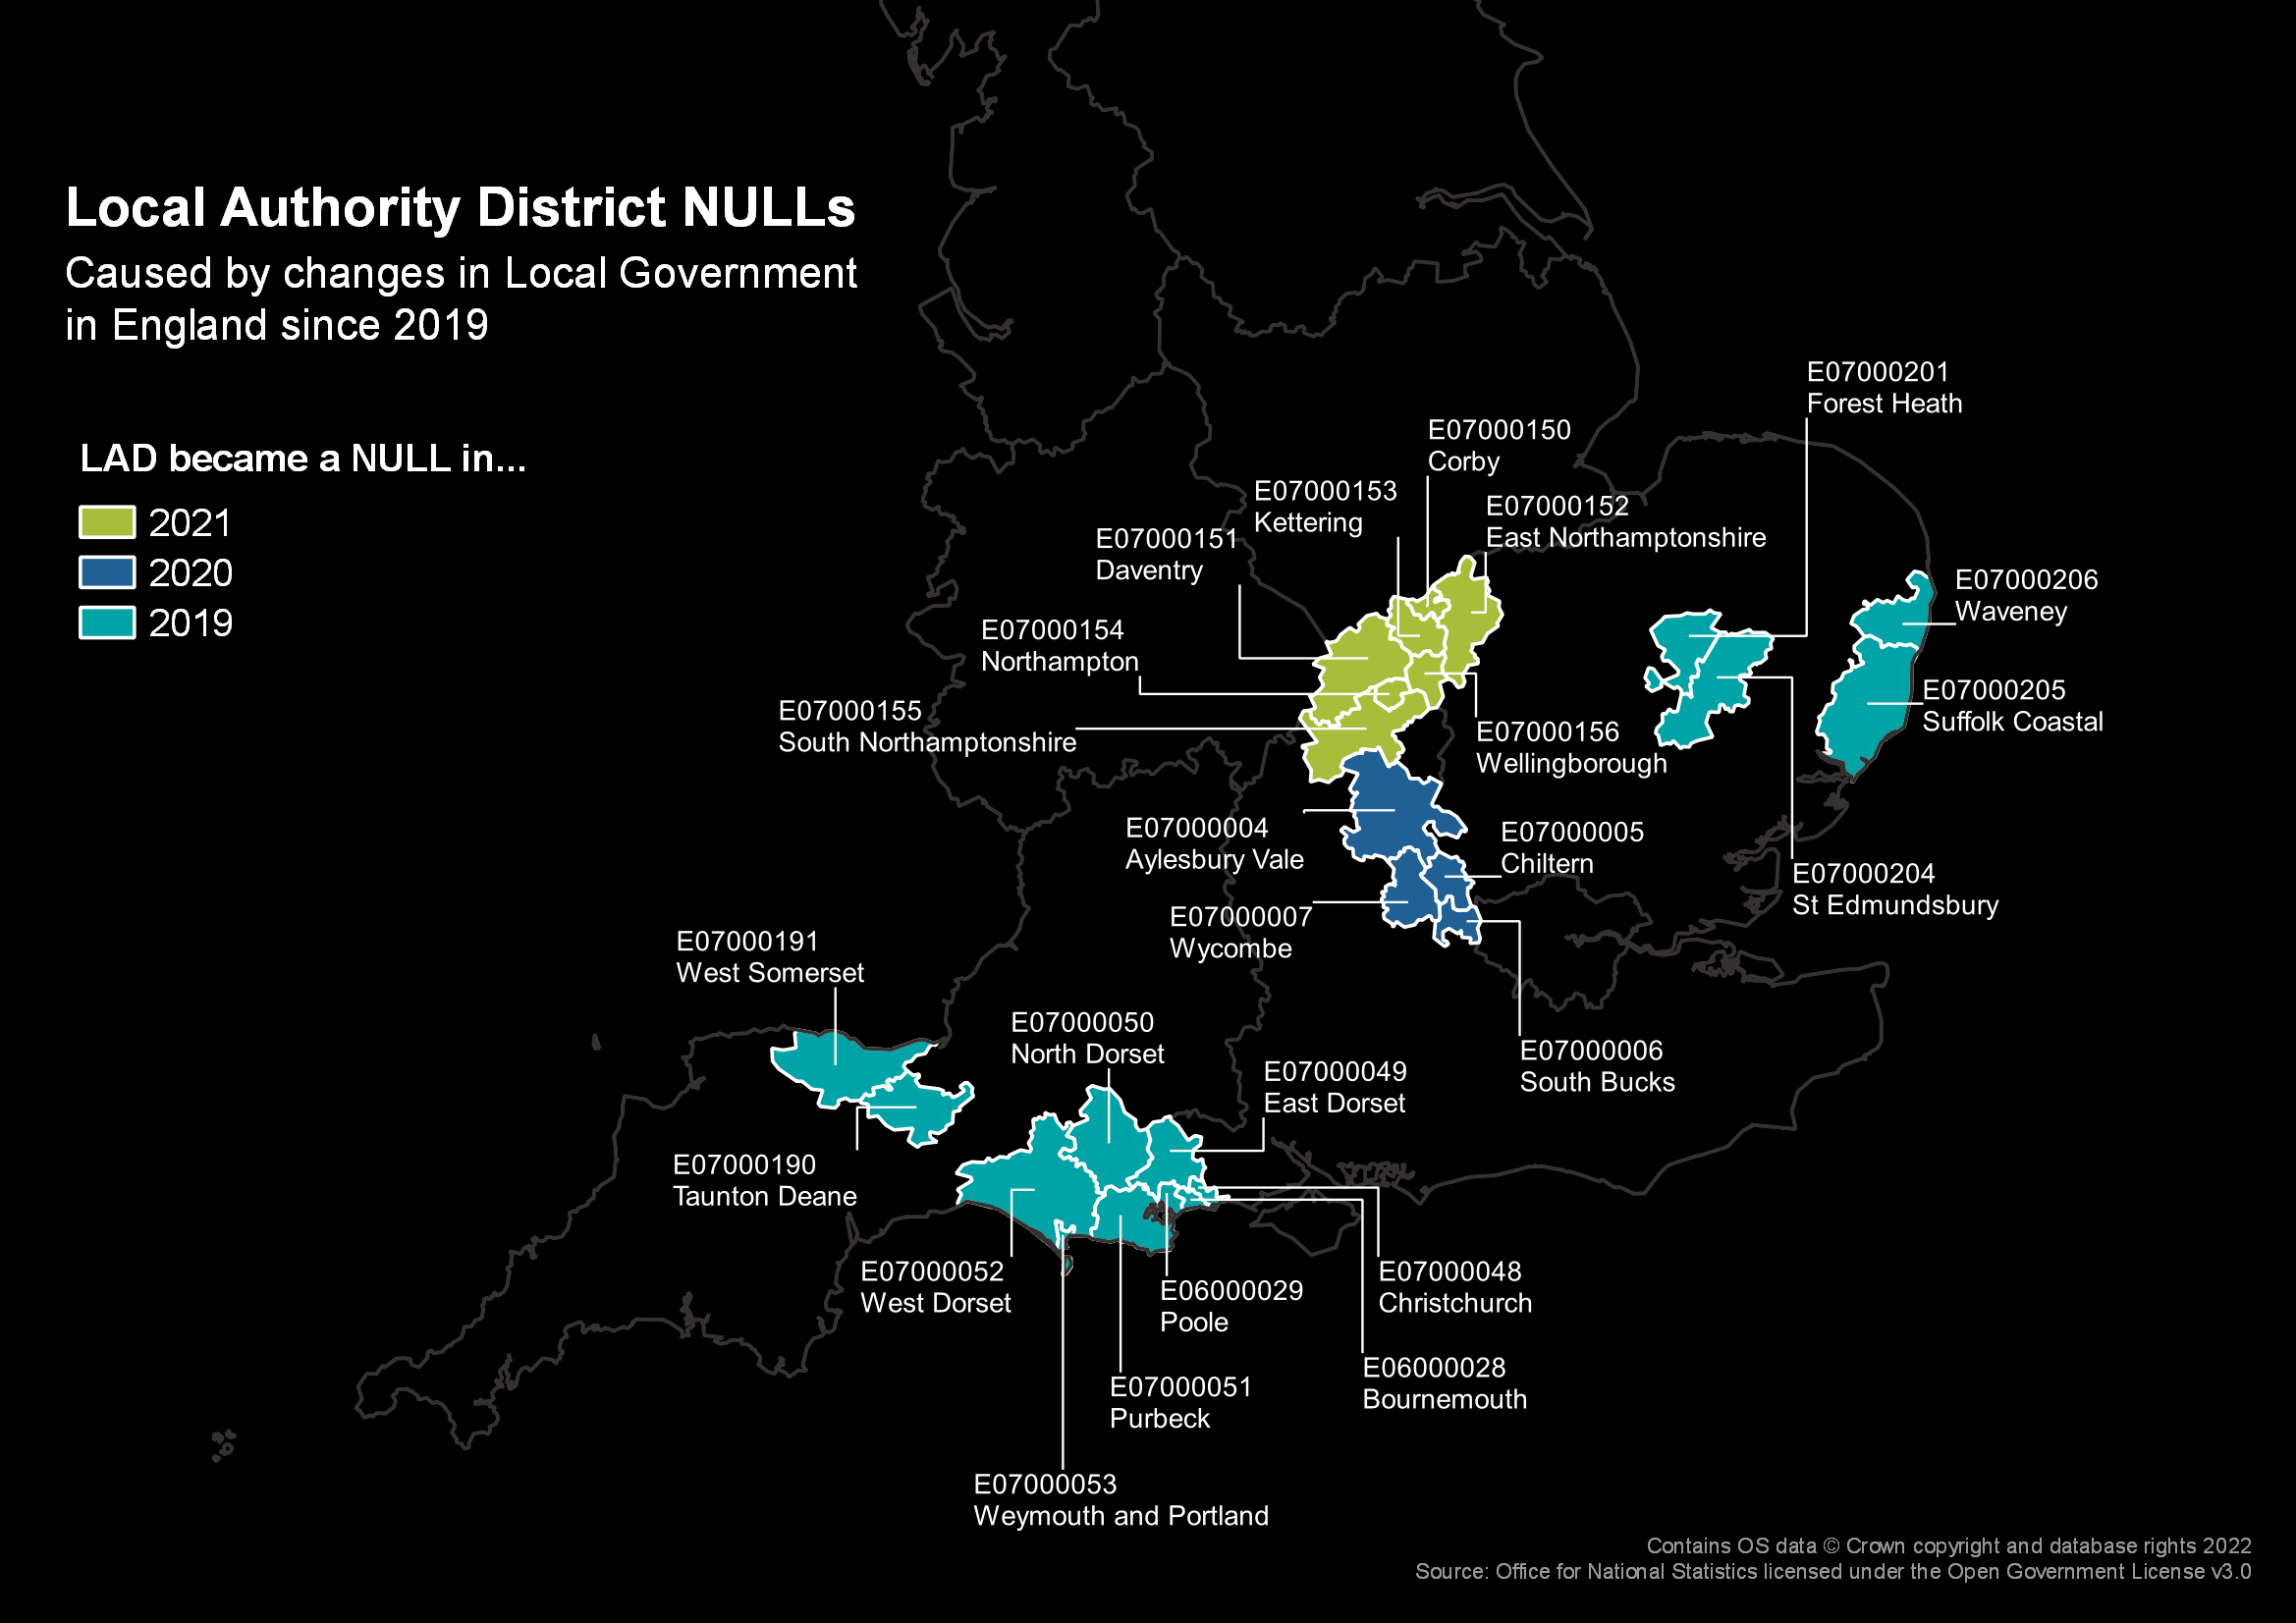 Local Authority District NULLs
Caused by changes in Local Government
in England since 2019
LAD became a NULL in...
2021
2020
2019
E07000201
Forest Heath
E07000150
Corby
E07000153
Kettering
E07000152
East Northamptonshire
E07000151
Daventry
E07000206
Waveney
E07000154
Northampton
E07000205
Suffolk Coastal
E07000155
South Northamptonshire
E07000156
Wellingborough
E07000004
Aylesbury Vale
E07000005
Chiltern
E07000204
St Edmundsbury
E07000007
Wycombe
E07000191
West Somerset
E07000050
North Dorset
E07000006
South Bucks
E07000049
East Dorset
E07000190
Taunton Deane
E07000052
West Dorset
E06000029
Poole
E07000048
Christchurch
E06000028
Bournemouth
E07000051
Purbeck
E07000053
Weymouth and Portland
Contains OS data © Crown copyright and database rights 2022
Source: Office for National Statistics licensed under the Open Government License v3.0